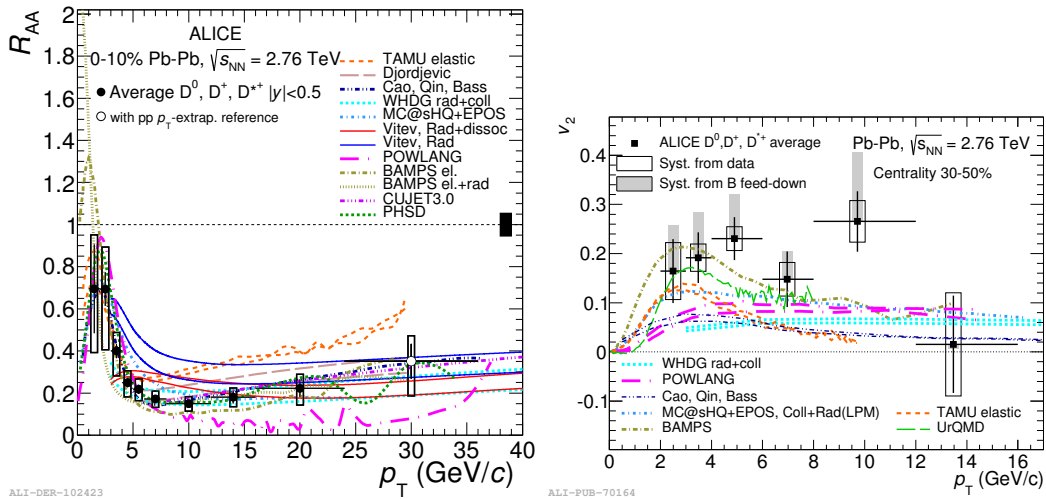 R_AA
ALICE
0-10% Pb-Pb, √s_NN = 2.76 TeV
Average D^0, D^+, D^*+ |y|<0.5
with pp p_T-extrap. reference
TAMU elastic
Djordjevic
Cao, Qin, Bass
WHDG rad+coll
MC@sHQ+EPOS
Vitev, Rad+dissoc
Vitev, Rad
POWLANG
BAMPS el.
BAMPS el.+rad
CUJET3.0
PHSD
2
1.8
1.6
1.4
1.2
1
0.8
0.6
0.4
0.2
0
0 5 10 15 20 25 30 35 40
p_T (GeV/c)
ALI-DER-102423
v_2
ALICE D^0,D^+, D^*+ average
Syst. from data
Syst. from B feed-down
Pb-Pb, √s_NN = 2.76 TeV
Centrality 30-50%
0.4
0.3
0.2
0.1
0
-0.1
WHDG rad+coll
POWLANG
Cao, Qin, Bass
MC@sHQ+EPOS, Coll+Rad(LPM)
BAMPS
TAMU elastic
UrQMD
0 2 4 6 8 10 12 14 16
p_T (GeV/c)
ALI-PUB-70164